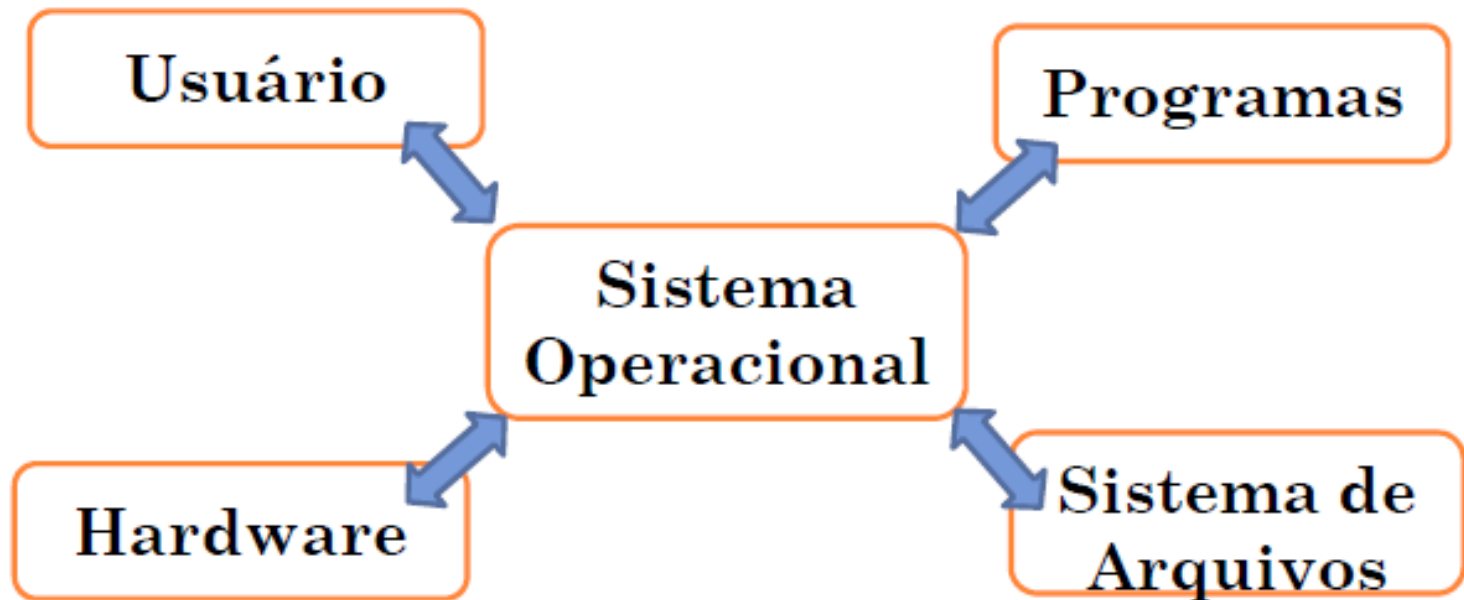 Usuário
Programas
Sistema
Operacional
Hardware
Sistema de
Arquivos